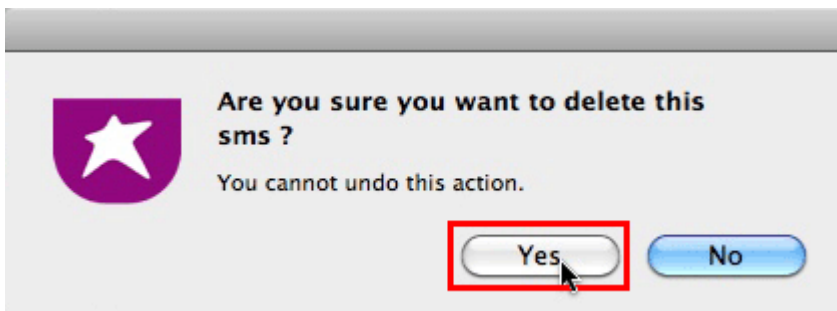 Are you sure you want to delete this
sms ?
You cannot undo this action.
Yes
No